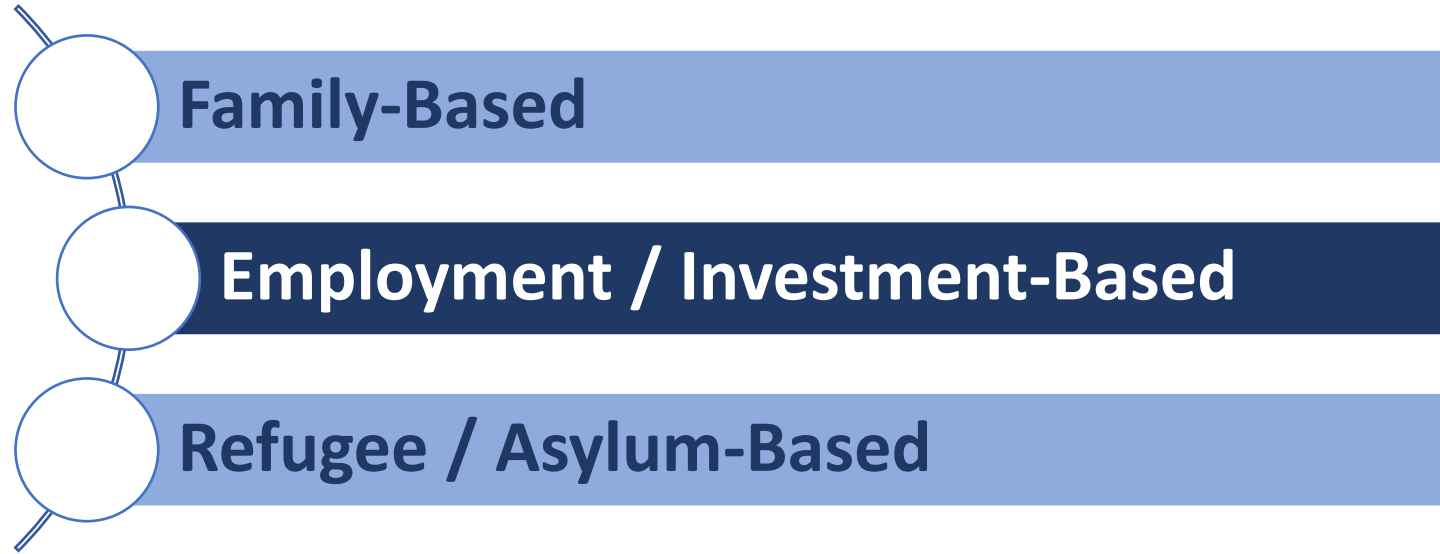 Family-Based
Employment / Investment-Based
Refugee / Asylum-Based